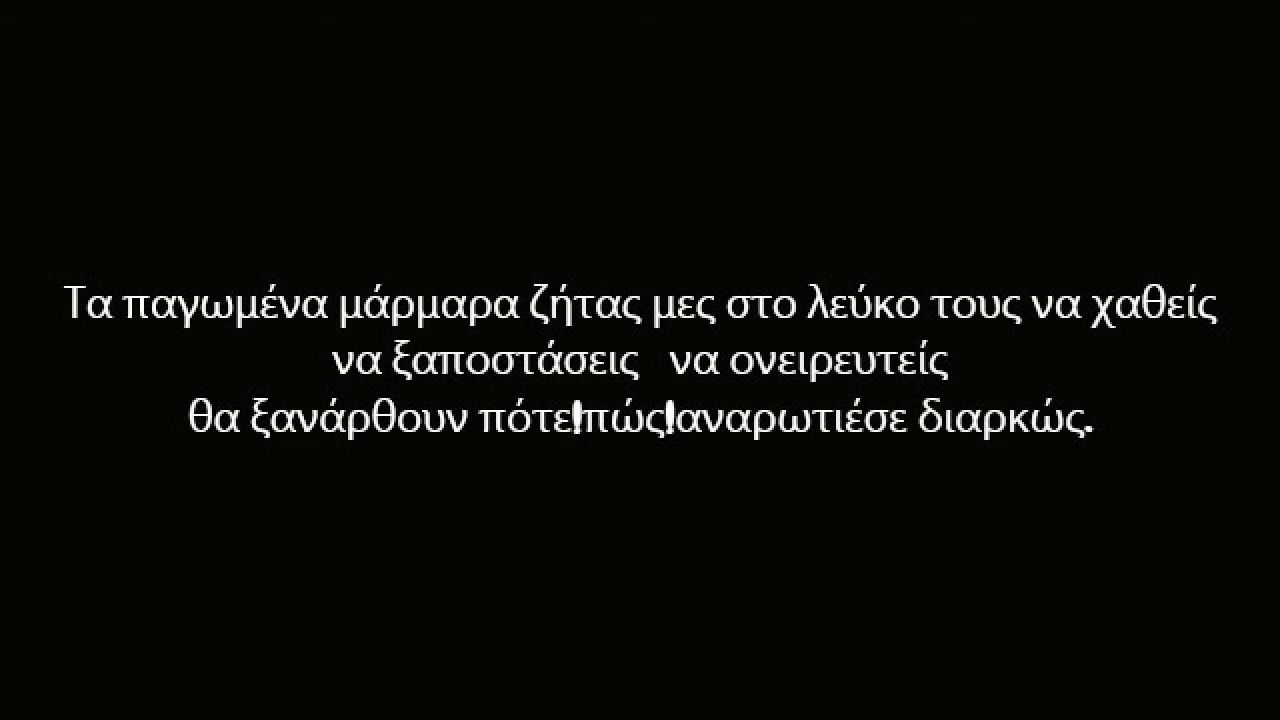 Τα παγωμένα μάρμαρα ζήτας μες στο λεύκο τους να χαθείς
να ξαποστάσεις να ονειρευτείς
θα ξανάρθουν πότε!πώς!αναρωτιέσε διαρκώς.